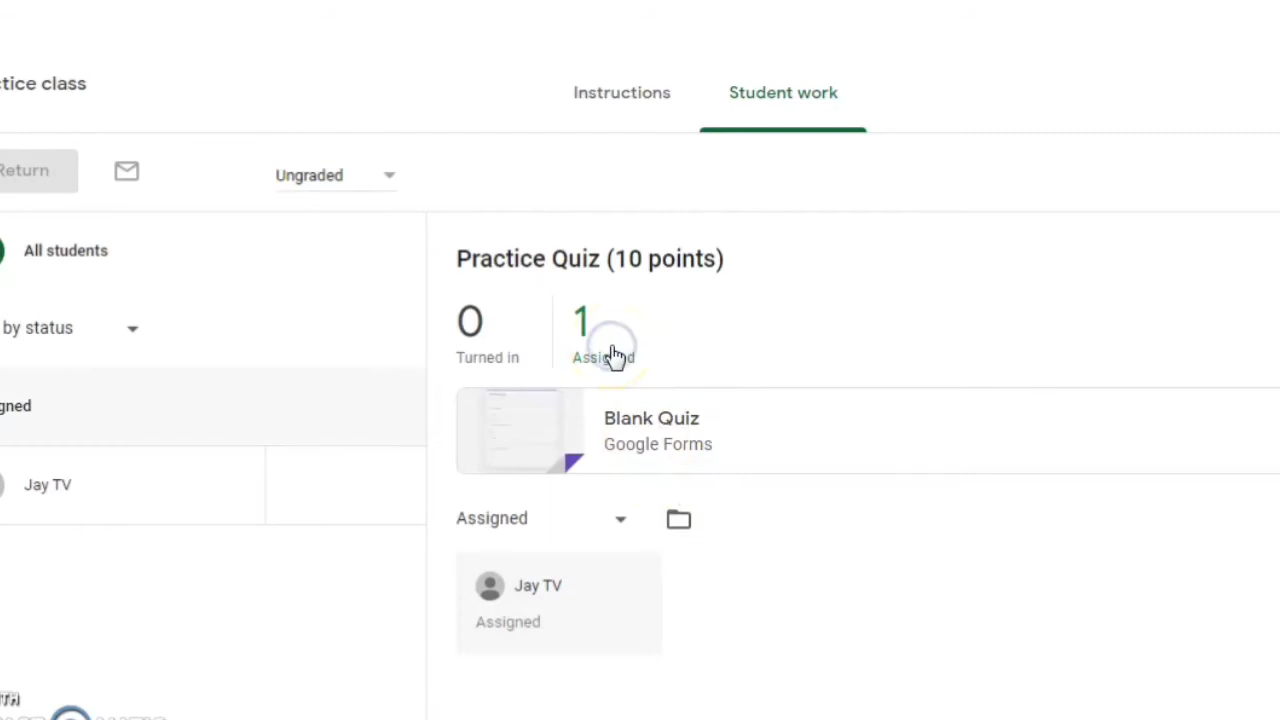 tice class
Instructions
Student work
Return
Ungraded
All students
by status
gned
Jay TV
Practice Quiz (10 points)
0
1
Turned in
Assigned
Blank Quiz
Google Forms
Assigned
Jay TV
Assigned